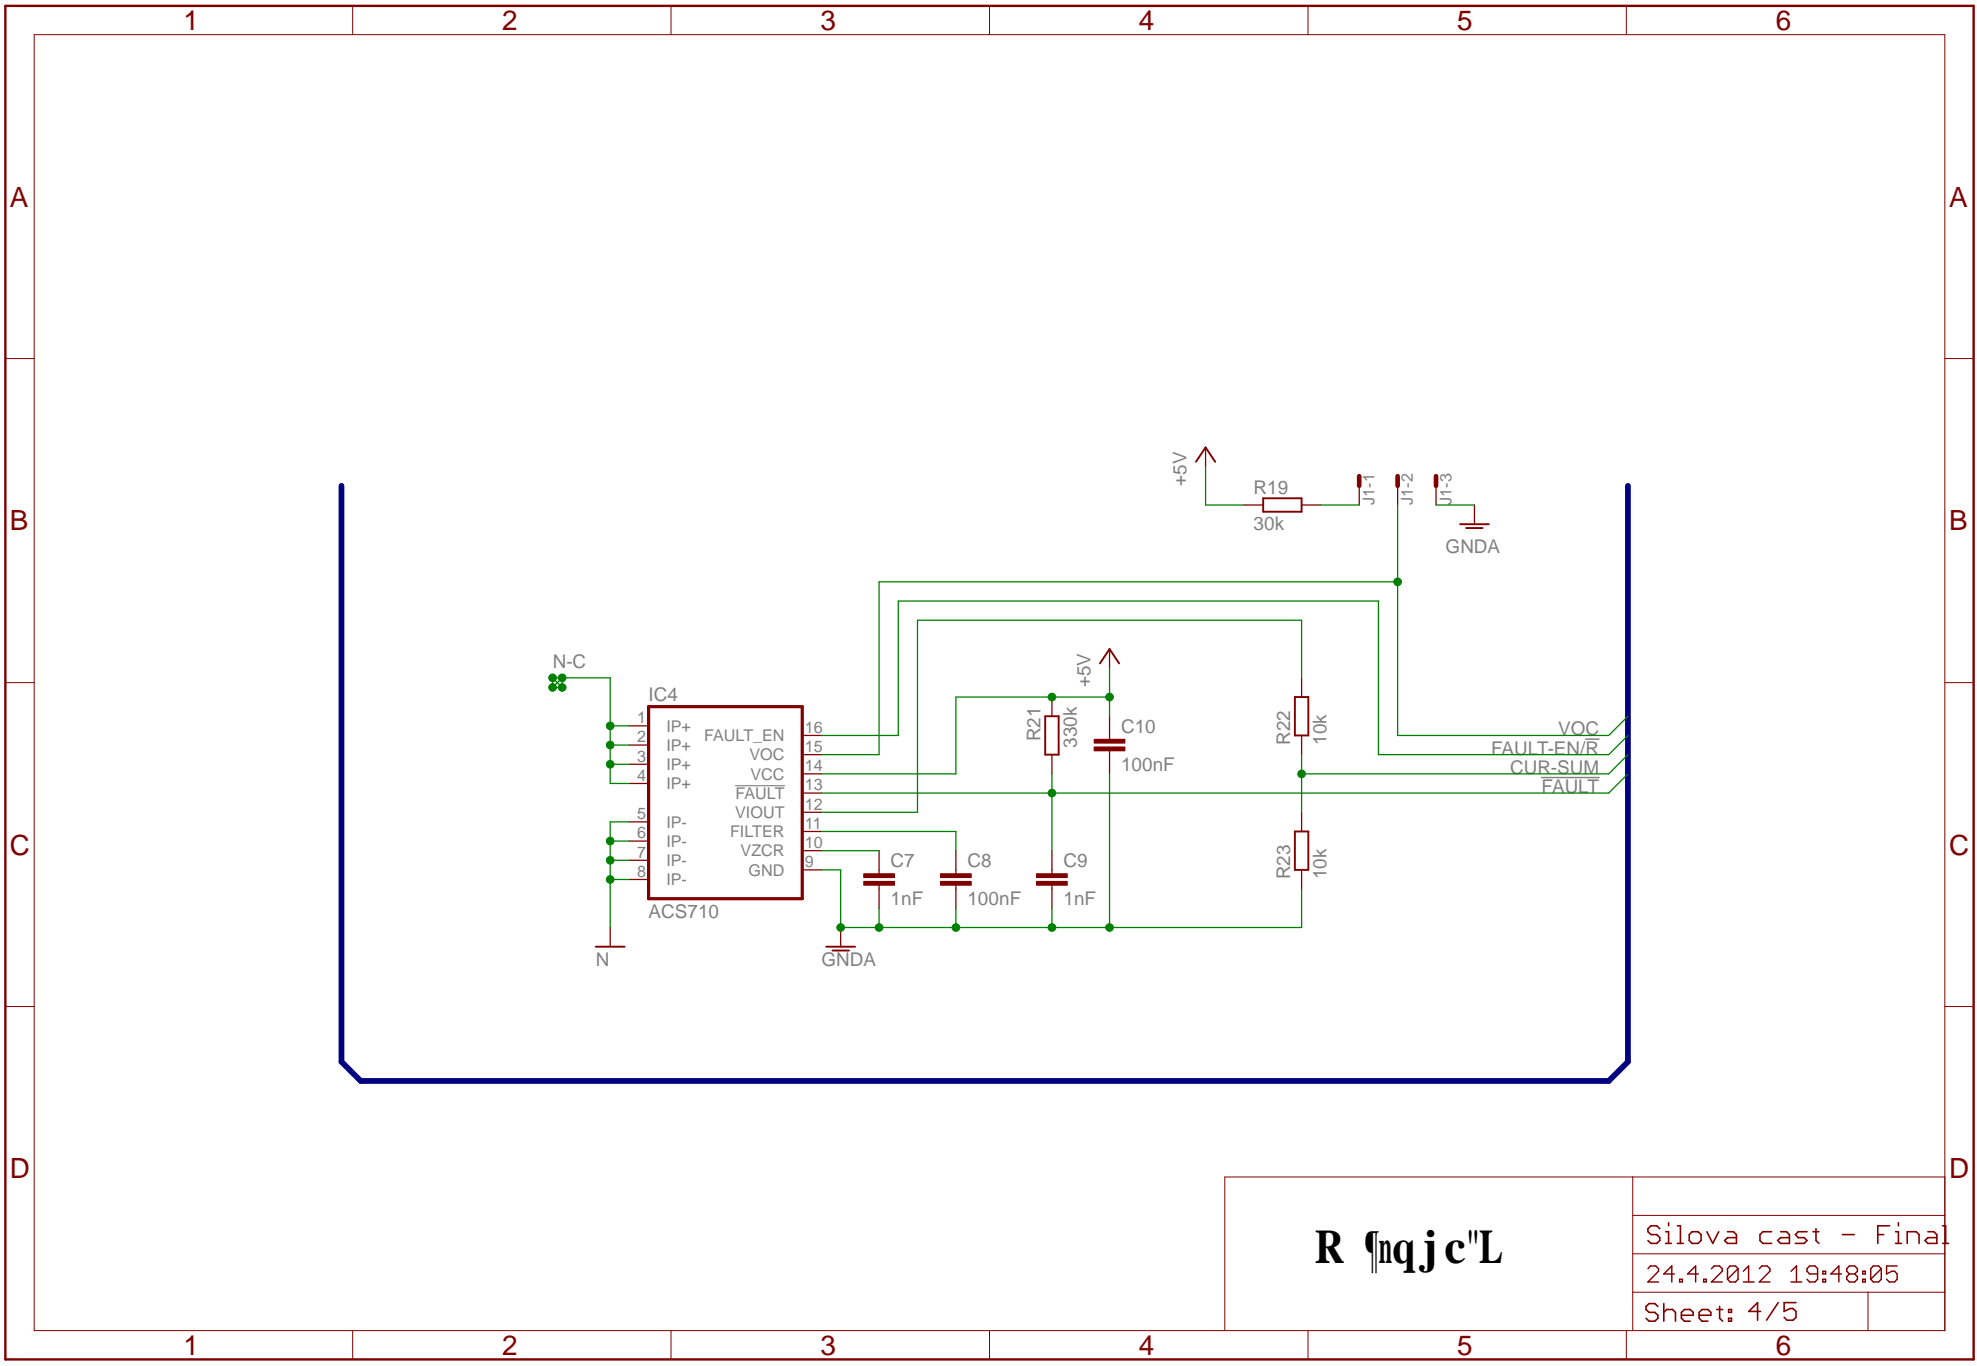 1 2 3 4 5 6
A A
+5V
R19
30k
J1-1
J1-2
J1-3
B B
GNDA
N-C
+5V
IC4
1 IP+
2 IP+
3 IP+
4 IP+
5 IP-
6 IP-
7 IP-
8 IP-
FAULT_EN 16
VOC 15
VCC 14
FAULT 13
VIOUT 12
FILTER 11
VZCR 10
GND 9
ACS710
R21
330k
C10
100nF
R22
10k
VOC
FAULT-EN/R
CUR-SUM
FAULT
C C
C7
1nF
C8
100nF
C9
1nF
R23
10k
N
GNDA
D D
R ¶nqjc"L
Silova cast - Final
24.4.2012 19:48:05
Sheet: 4/5
1 2 3 4 5 6